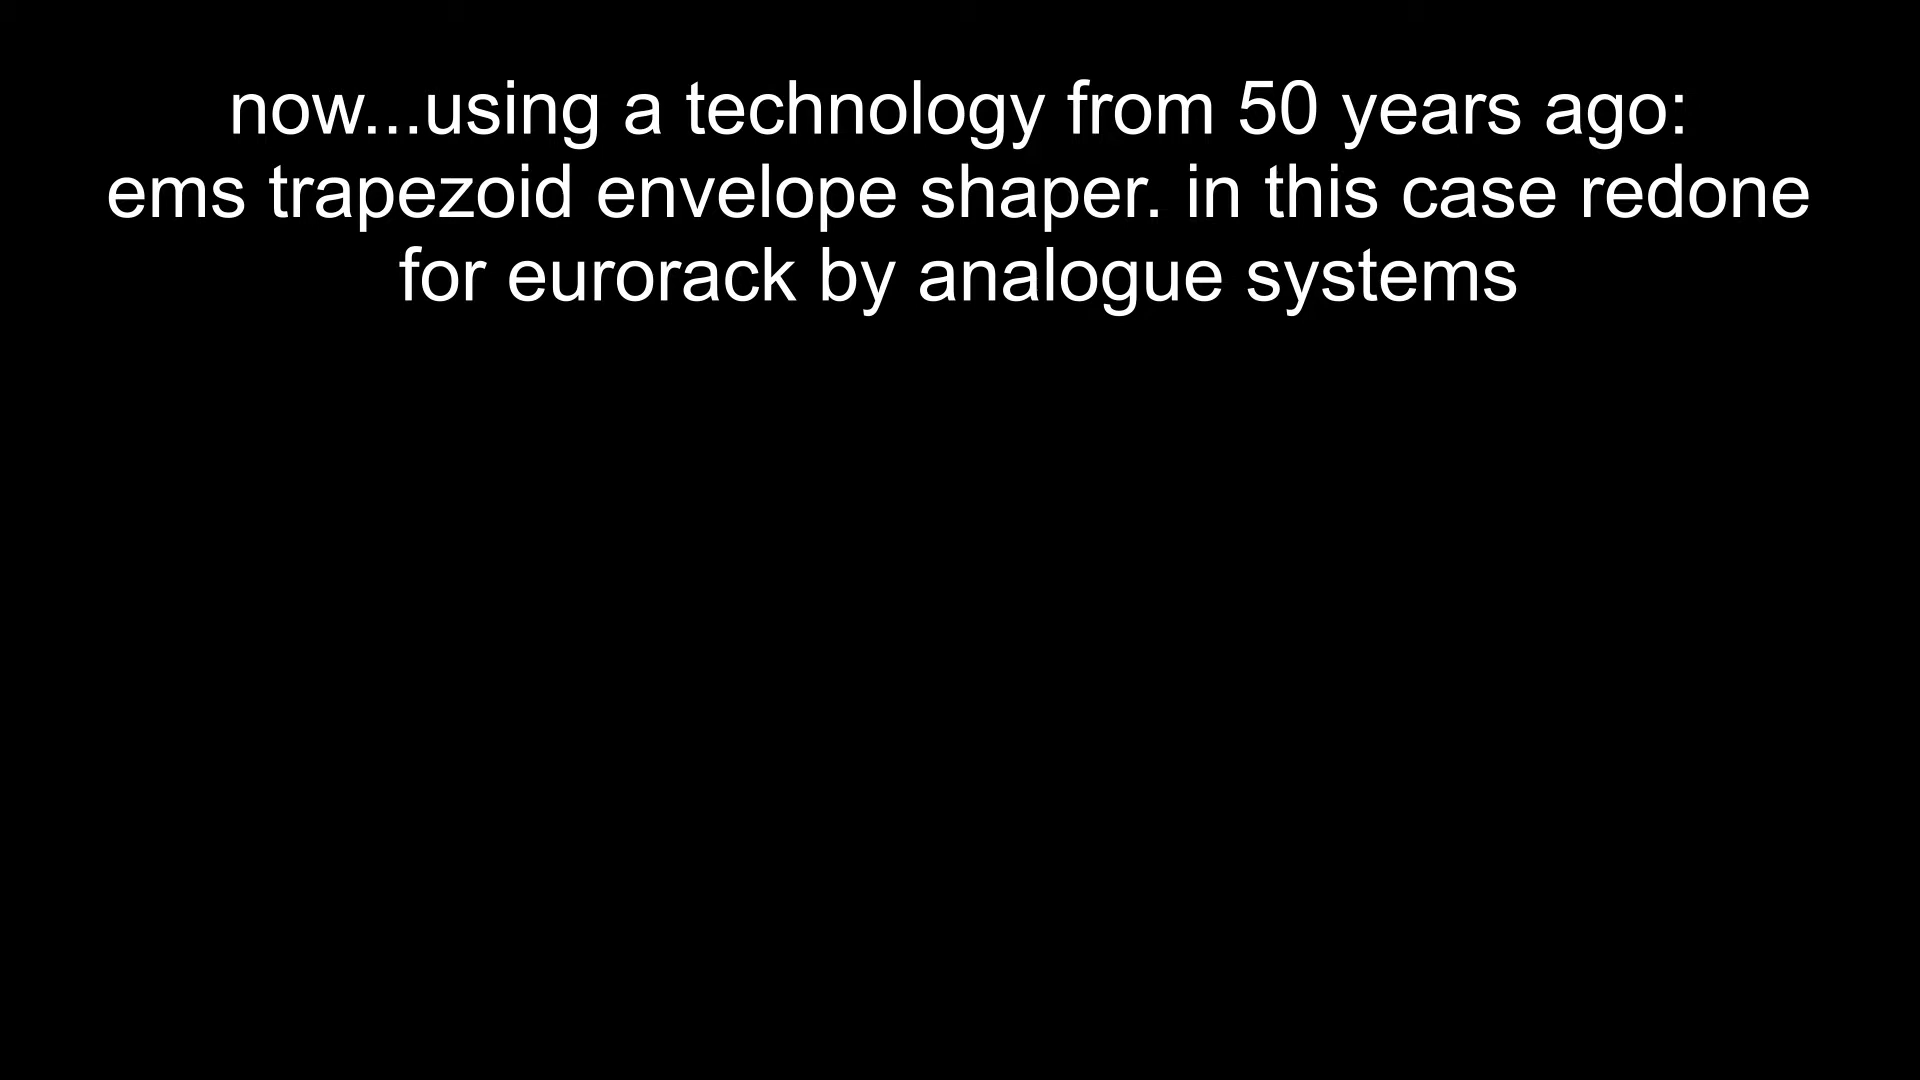 now...using a technology from 50 years ago:
ems trapezoid envelope shaper. in this case redone
for eurorack by analogue systems